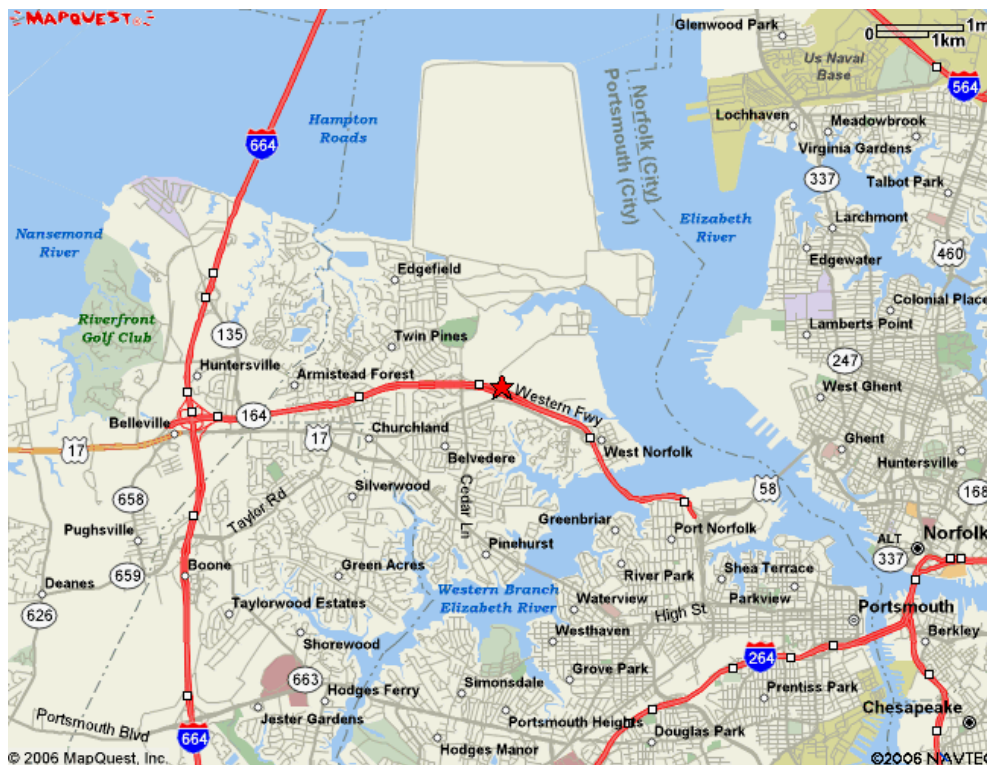 MAPQUEST
Glenwood Park
0
1m
1km
Us Naval
Base
564
Hampton
Roads
664
Norfolk (City)
Portsmouth (City)
Lochhaven
Meadowbrook
Virginia Gardens
337
Talbot Park
Nansemond
River
Elizabeth
River
Larchmont
Edgewater
460
Edgefield
Colonial Place
Riverfront
Golf Club
135
Twin Pines
Lamberts Point
247
Huntersville
Armistead Forest
West Ghent
164
Western Fwy
Belleville
17
17
Churchland
West Norfolk
Ghent
Belvedere
Huntersville
658
Taylor Rd
Silverwood
Cedar Ln
58
168
Pughsville
Greenbriar
Port Norfolk
ALT
337
Norfolk
659
Pinehurst
Deanes
Boone
Green Acres
River Park
Shea Terrace
626
Western Branch
Elizabeth River
Parkview
Taylorwood Estates
Waterview
High St
Portsmouth
Shorewood
Westhaven
Berkley
264
663
Grove Park
Hodges Ferry
Simonsdale
Prentiss Park
Portsmouth Blvd
Jester Gardens
Portsmouth Heights
Chesapeake
664
Hodges Manor
Douglas Park
© 2006 MapQuest, Inc.
©2006 NAVTEQ